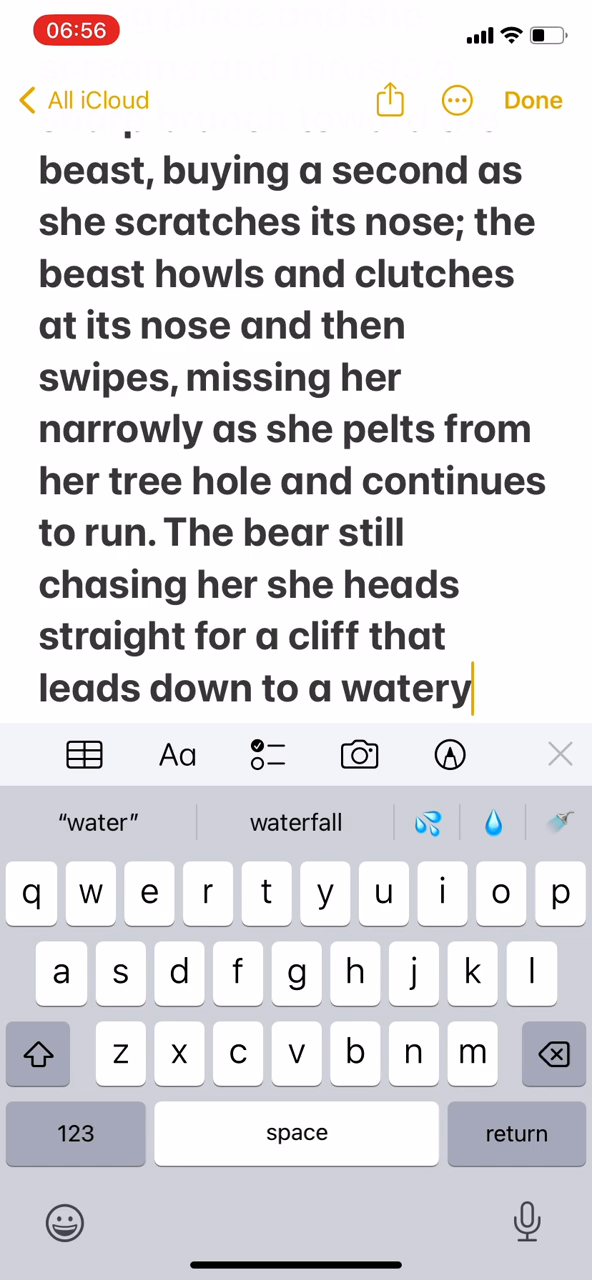 06:56
All iCloud
Done
beast, buying a second as
she scratches its nose; the
beast howls and clutches
at its nose and then
swipes, missing her
narrowly as she pelts from
her tree hole and continues
to run. The bear still
chasing her she heads
straight for a cliff that
leads down to a watery
Aa
“water” waterfall
q w e r t y u i o p
a s d f g h j k l
z x c v b n m
123 space return